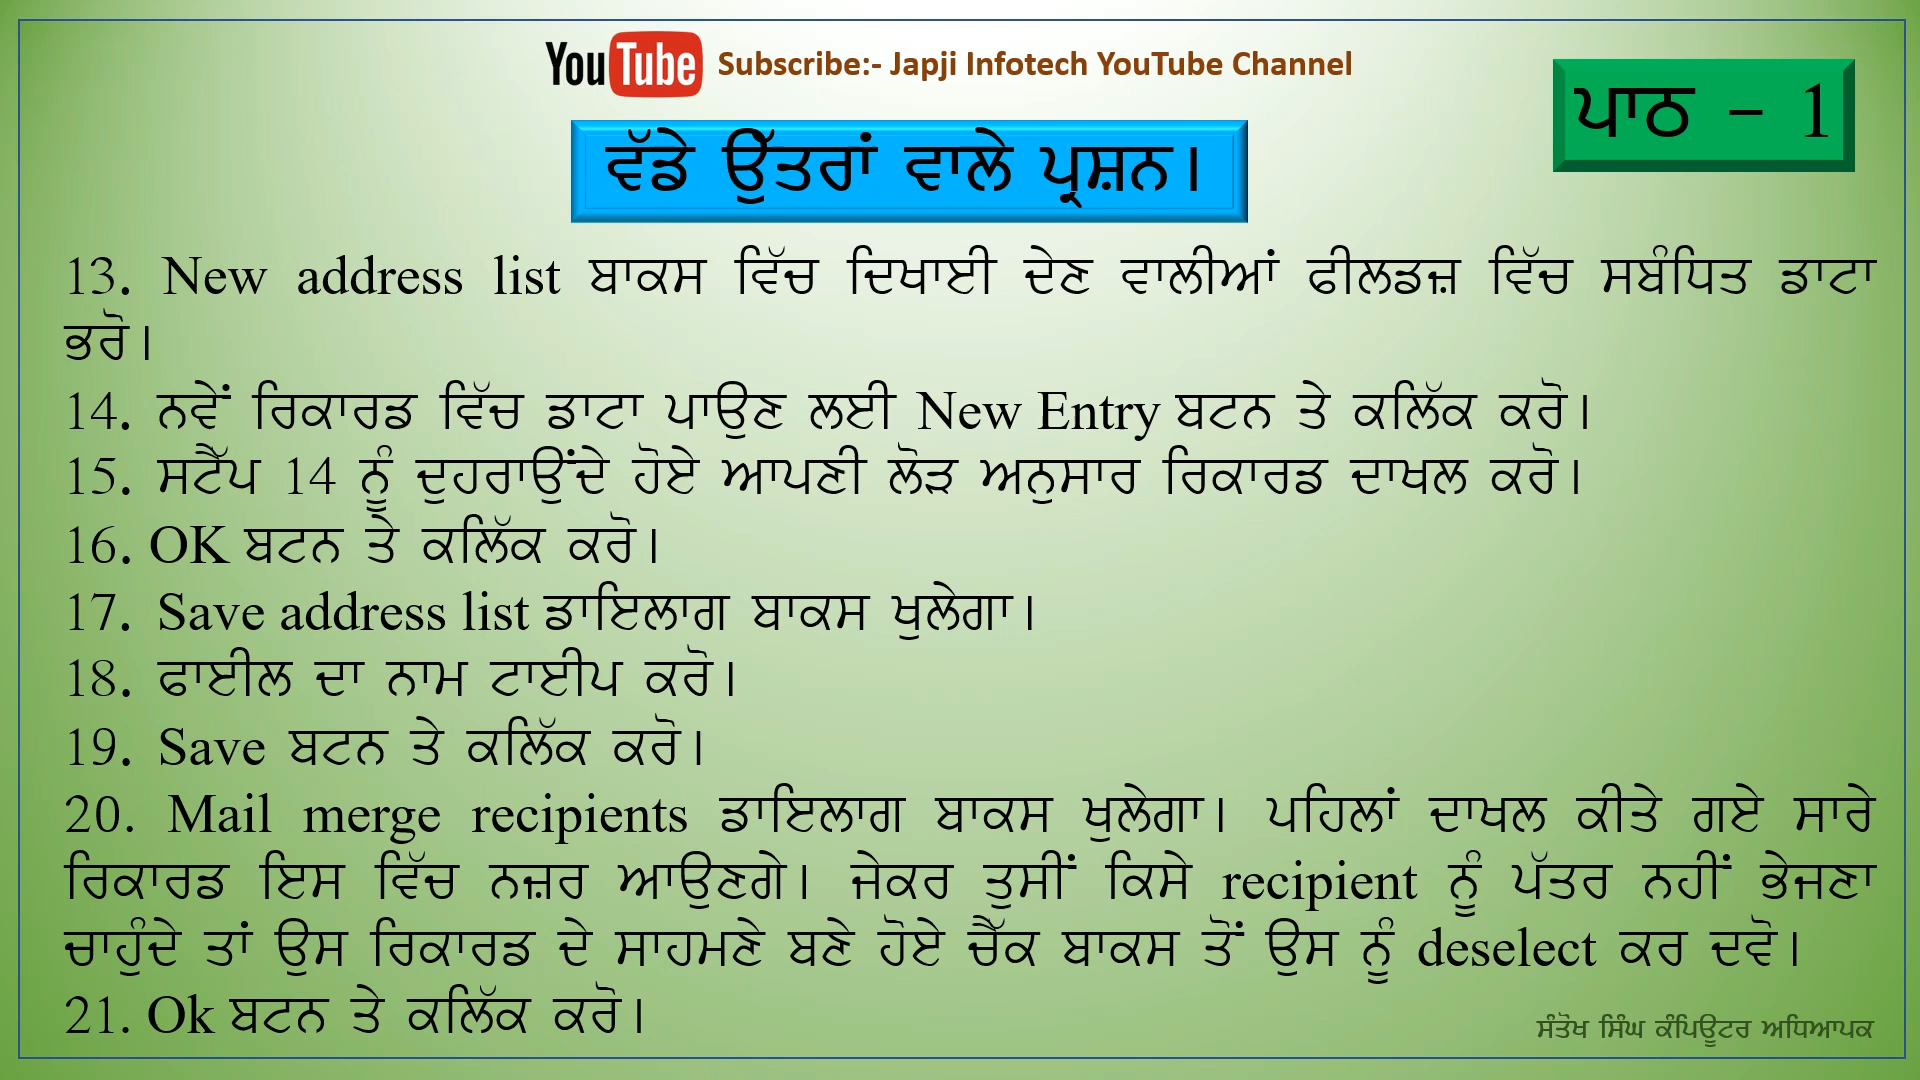 YouTube Subscribe:- Japji Infotech YouTube Channel
ਪਾਠ – 1
ਵੱਡੇ ਉੱਤਰਾਂ ਵਾਲੇ ਪ੍ਰਸ਼ਨ।
13. New address list ਬਾਕਸ ਵਿੱਚ ਦਿਖਾਈ ਦੇਣ ਵਾਲੀਆਂ ਫੀਲਡਜ਼ ਵਿੱਚ ਸਬੰਧਿਤ ਡਾਟਾ
ਭਰੋ।
14. ਨਵੇਂ ਰਿਕਾਰਡ ਵਿੱਚ ਡਾਟਾ ਪਾਉਣ ਲਈ New Entry ਬਟਨ ਤੇ ਕਲਿੱਕ ਕਰੋ।
15. ਸਟੈੱਪ 14 ਨੂੰ ਦੁਹਰਾਉਂਦੇ ਹੋਏ ਆਪਣੀ ਲੋੜ ਅਨੁਸਾਰ ਰਿਕਾਰਡ ਦਾਖਲ ਕਰੋ।
16. OK ਬਟਨ ਤੇ ਕਲਿੱਕ ਕਰੋ।
17. Save address list ਡਾਇਲਾਗ ਬਾਕਸ ਖੁਲੇਗਾ।
18. ਫਾਈਲ ਦਾ ਨਾਮ ਟਾਈਪ ਕਰੋ।
19. Save ਬਟਨ ਤੇ ਕਲਿੱਕ ਕਰੋ।
20. Mail merge recipients ਡਾਇਲਾਗ ਬਾਕਸ ਖੁਲੇਗਾ। ਪਹਿਲਾਂ ਦਾਖਲ ਕੀਤੇ ਗਏ ਸਾਰੇ
ਰਿਕਾਰਡ ਇਸ ਵਿੱਚ ਨਜ਼ਰ ਆਉਣਗੇ। ਜੇਕਰ ਤੁਸੀਂ ਕਿਸੇ recipient ਨੂੰ ਪੱਤਰ ਨਹੀਂ ਭੇਜਣਾ
ਚਾਹੁੰਦੇ ਤਾਂ ਉਸ ਰਿਕਾਰਡ ਦੇ ਸਾਹਮਣੇ ਬਣੇ ਹੋਏ ਚੈੱਕ ਬਾਕਸ ਤੋਂ ਉਸ ਨੂੰ deselect ਕਰ ਦਵੋ।
21. Ok ਬਟਨ ਤੇ ਕਲਿੱਕ ਕਰੋ।
ਸੰਤੋਖ ਸਿੰਘ ਕੰਪਿਊਟਰ ਅਧਿਆਪਕ